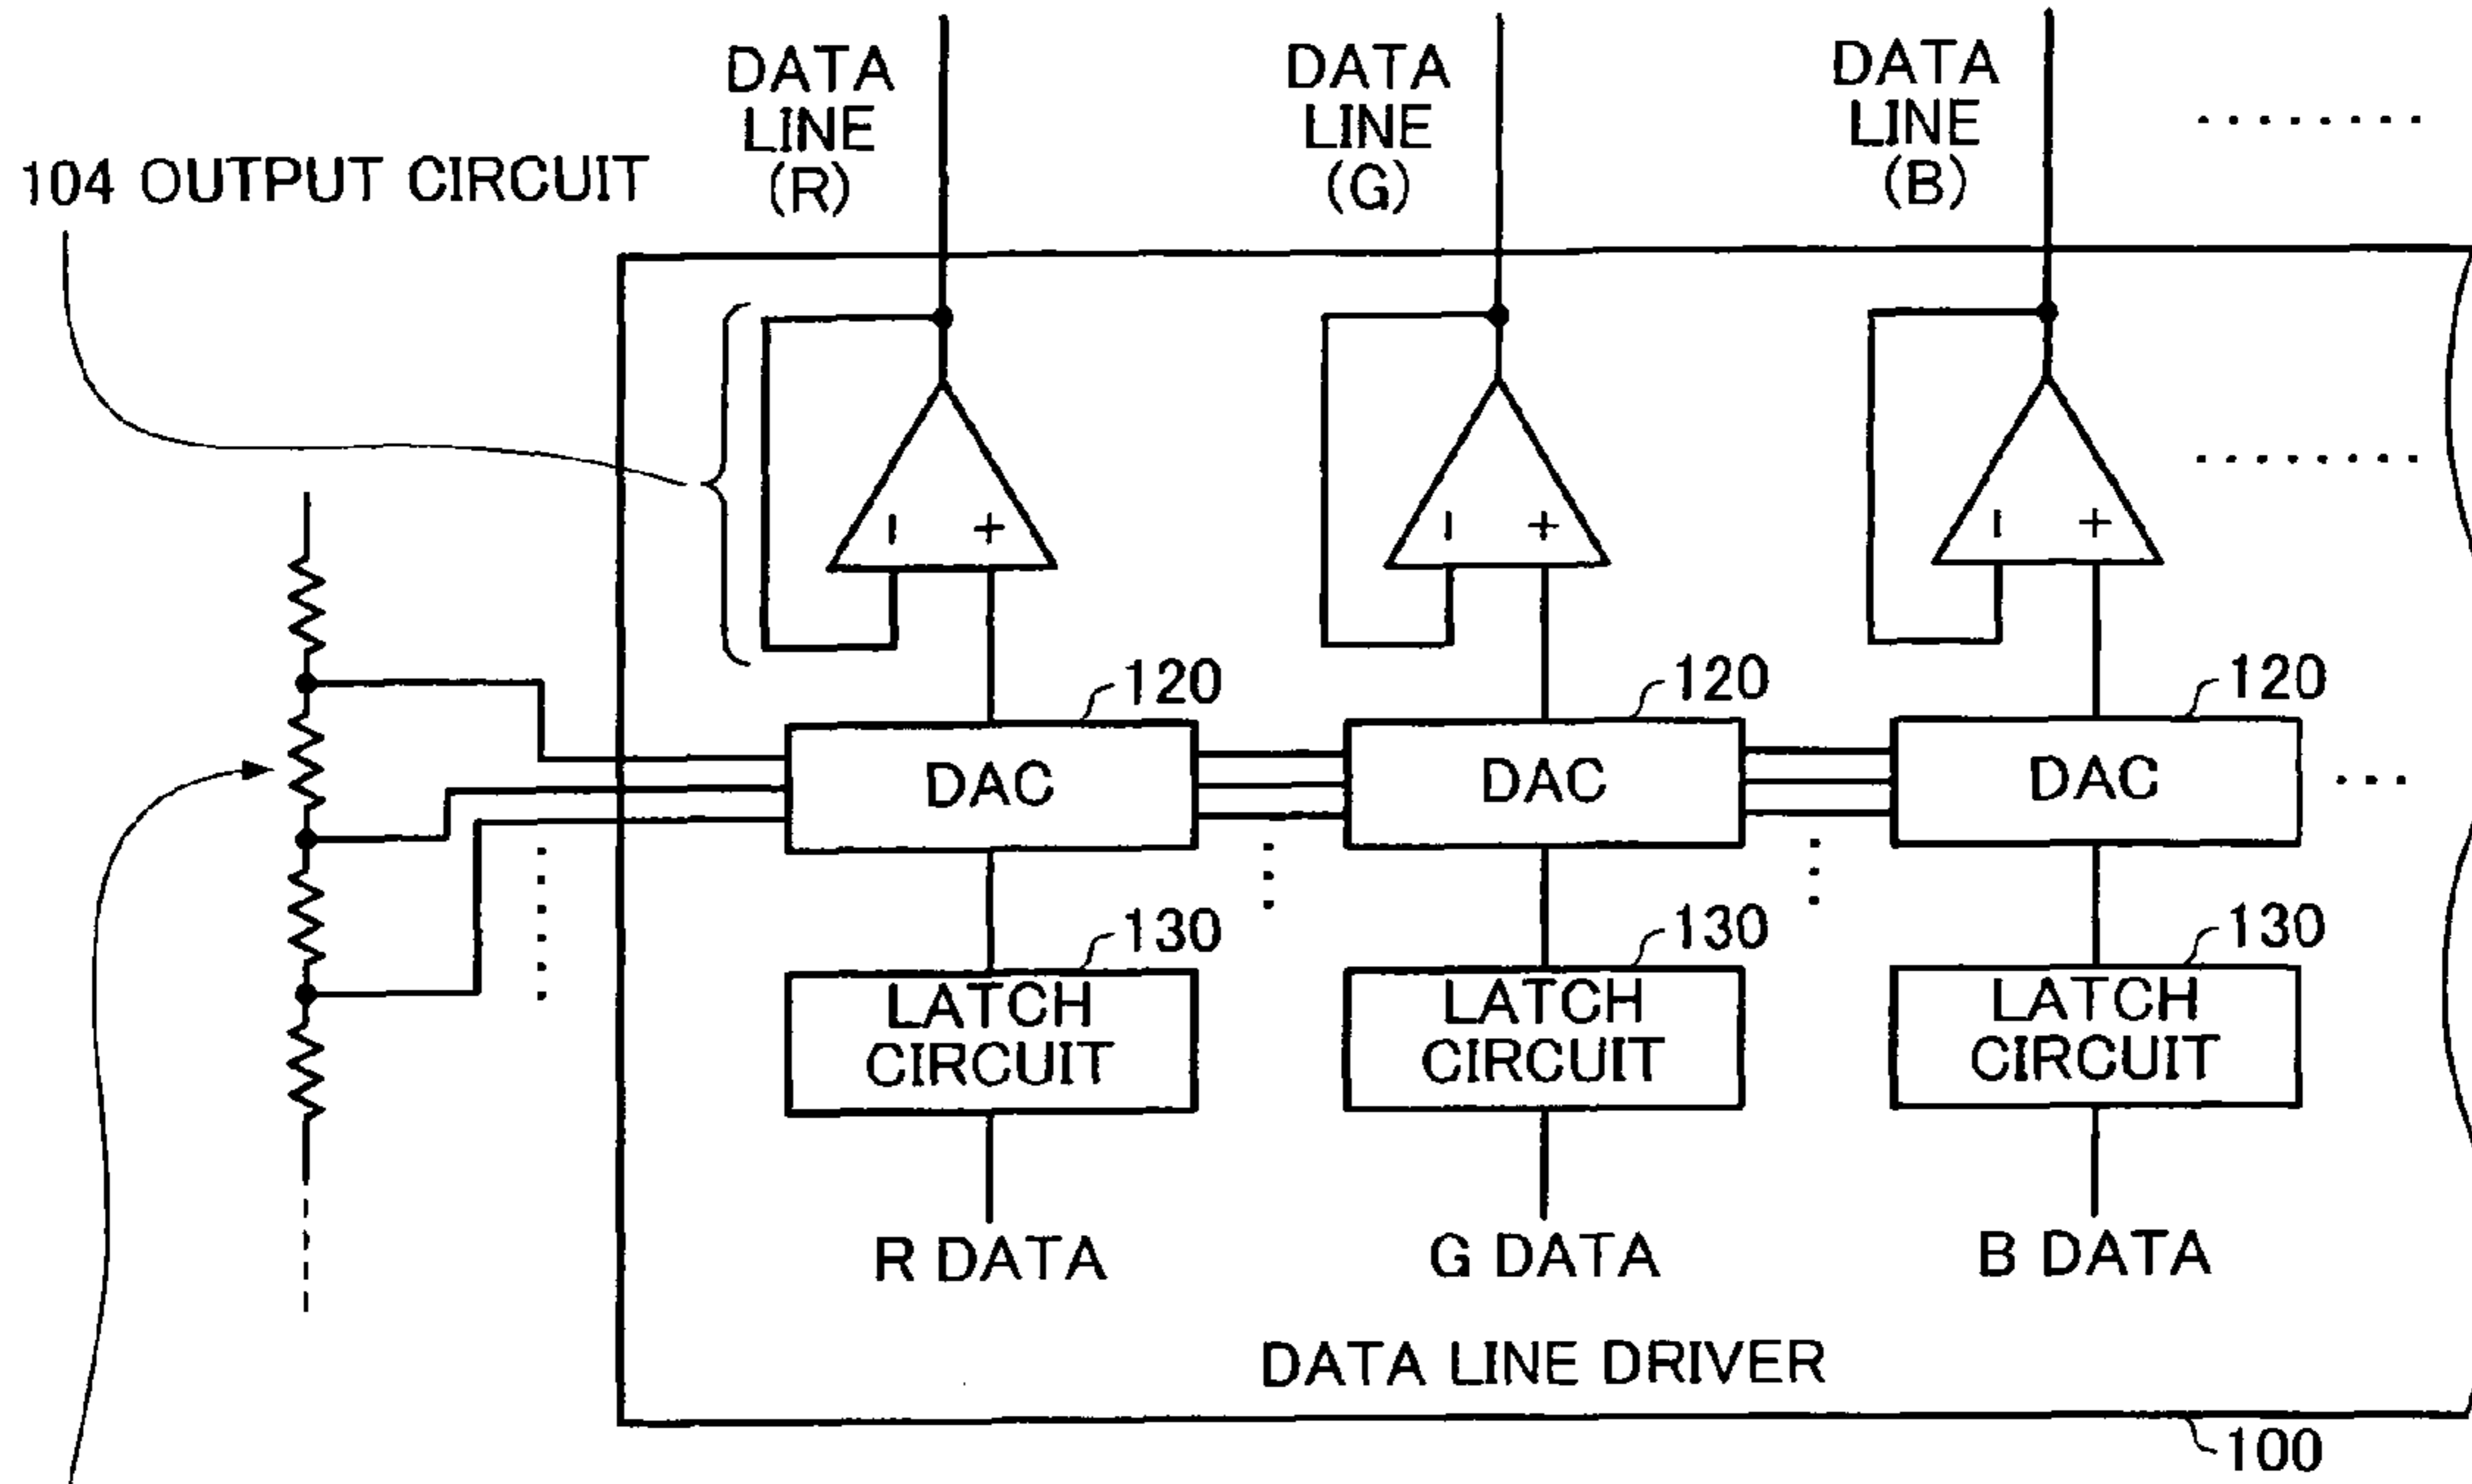 DATA
LINE
(R)
DATA
LINE
(G)
DATA
LINE
(B)
104 OUTPUT CIRCUIT
− +
− +
− +
120
120
120
DAC
DAC
DAC
130
130
130
LATCH
CIRCUIT
LATCH
CIRCUIT
LATCH
CIRCUIT
R DATA
G DATA
B DATA
DATA LINE DRIVER
100